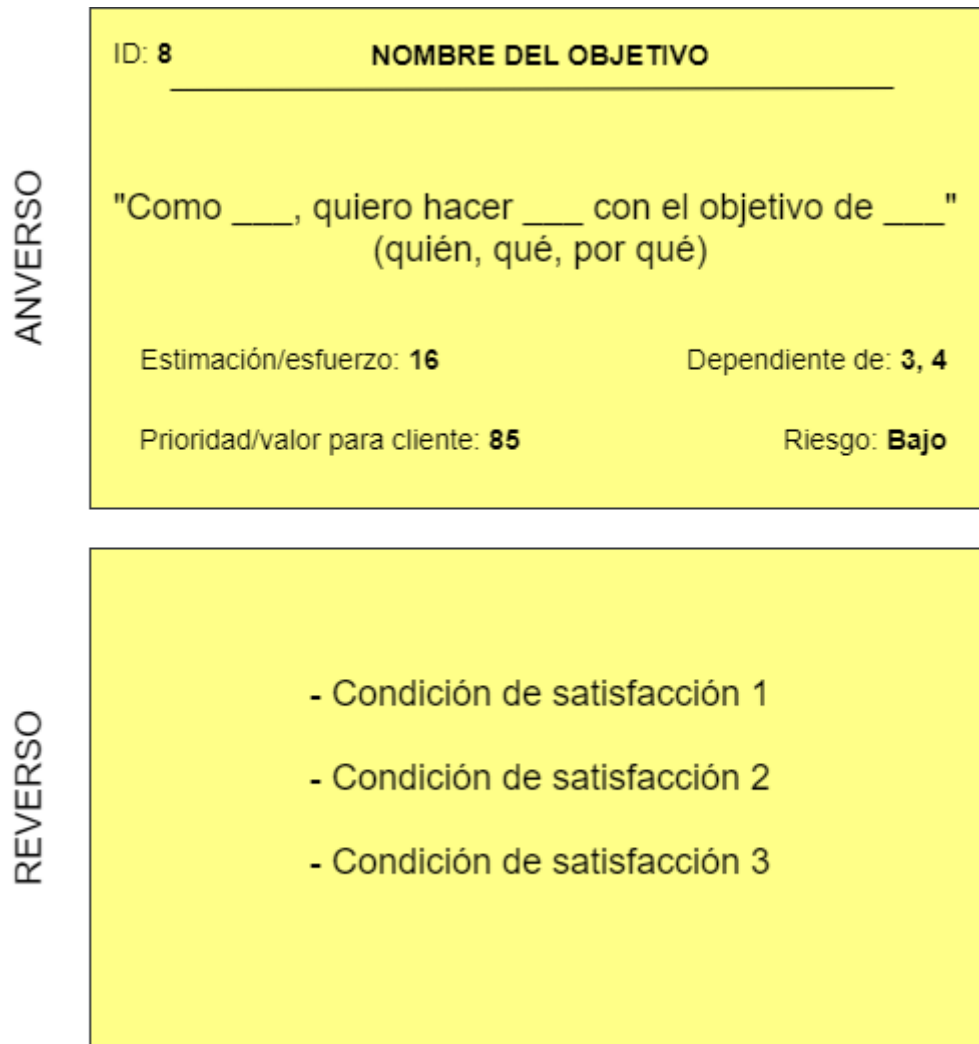 ANVERSO
ID: 8 NOMBRE DEL OBJETIVO
"Como ___, quiero hacer ___ con el objetivo de ___"
(quién, qué, por qué)
Estimación/esfuerzo: 16 Dependiente de: 3, 4
Prioridad/valor para cliente: 85 Riesgo: Bajo
REVERSO
- Condición de satisfacción 1
- Condición de satisfacción 2
- Condición de satisfacción 3